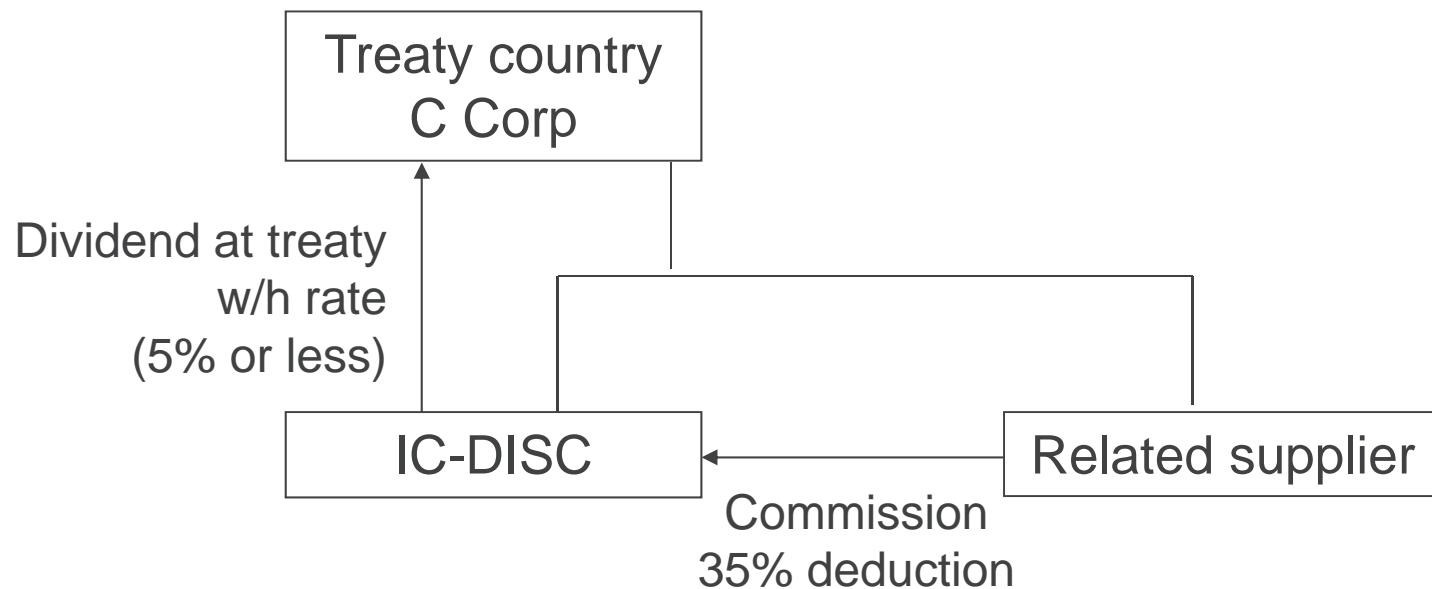 Treaty country
C Corp
Dividend at treaty
w/h rate
(5% or less)
IC-DISC
Related supplier
Commission
35% deduction